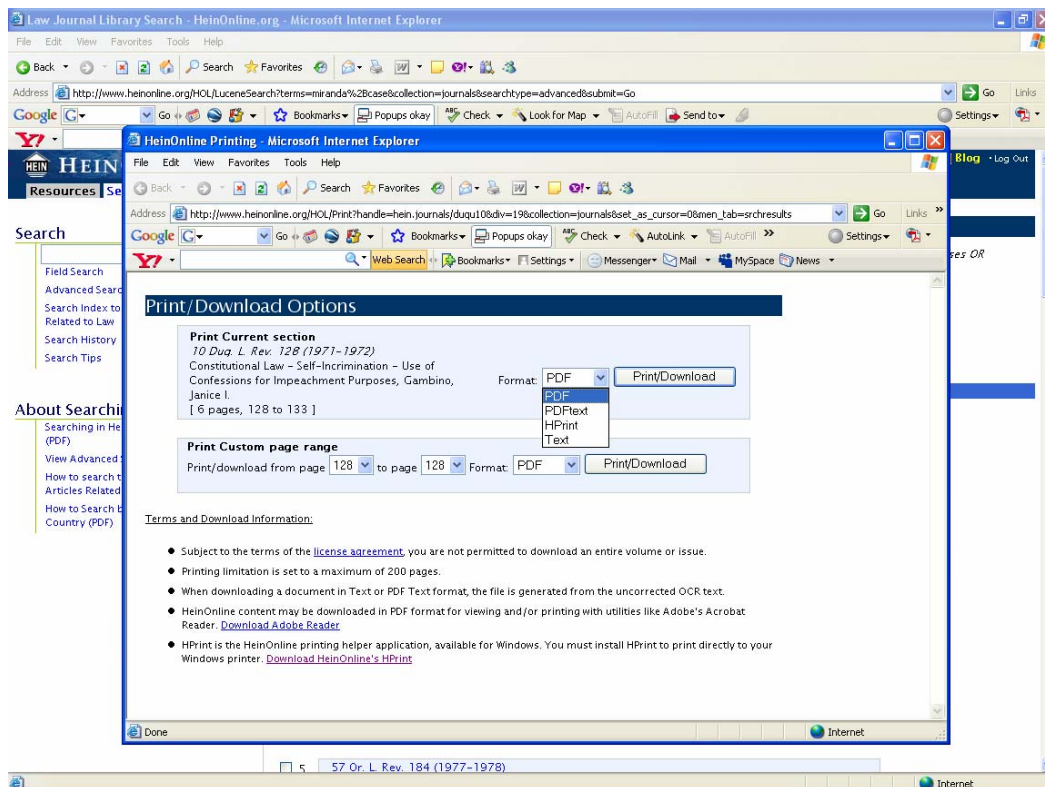 Law Journal Library Search - HeinOnline.org - Microsoft Internet Explorer
File Edit View Favorites Tools Help
Back Search Favorites
Address http://www.heinonline.org/HOL/LuceneSearch?terms=miranda%2Bcase&collection=journals&searchtype=advanced&submit=Go Go Links
Google G Go Bookmarks Popups okay ABC Check Look for Map AutoFill Send to Settings
Y!
HEIN HEIN
Blog Log Out
Resources Se
Search
Field Search
Advanced Searc
Search Index to
Related to Law
Search History
Search Tips
About Searchi
Searching in He
(PDF)
View Advanced S
How to search t
Articles Related
How to Search b
Country (PDF)
ses OR
HeinOnline Printing - Microsoft Internet Explorer
File Edit View Favorites Tools Help
Back Search Favorites
Address http://www.heinonline.org/HOL/Print?handle=hein.journals/duqu10&div=19&collection=journals&set_as_cursor=0&men_tab=srchresults Go Links »
Google G Go Bookmarks Popups okay ABC Check AutoLink AutoFill » Settings
Y! Web Search Bookmarks Settings Messenger Mail MySpace News
Print/Download Options
Print Current section
10 Duq. L. Rev. 128 (1971-1972)
Constitutional Law - Self-Incrimination - Use of
Confessions for Impeachment Purposes, Gambino,
Janice I.
[ 6 pages, 128 to 133 ]
Format: PDF Print/Download
PDF
PDFtext
HPrint
Text
Print Custom page range
Print/download from page 128 to page 128 Format: PDF Print/Download
Terms and Download Information:
● Subject to the terms of the license agreement, you are not permitted to download an entire volume or issue.
● Printing limitation is set to a maximum of 200 pages.
● When downloading a document in Text or PDF Text format, the file is generated from the uncorrected OCR text.
● HeinOnline content may be downloaded in PDF format for viewing and/or printing with utilities like Adobe's Acrobat
Reader. Download Adobe Reader
● HPrint is the HeinOnline printing helper application, available for Windows. You must install HPrint to print directly to your
Windows printer. Download HeinOnline's HPrint
Done Internet
5 57 Or. L. Rev. 184 (1977-1978)
Internet